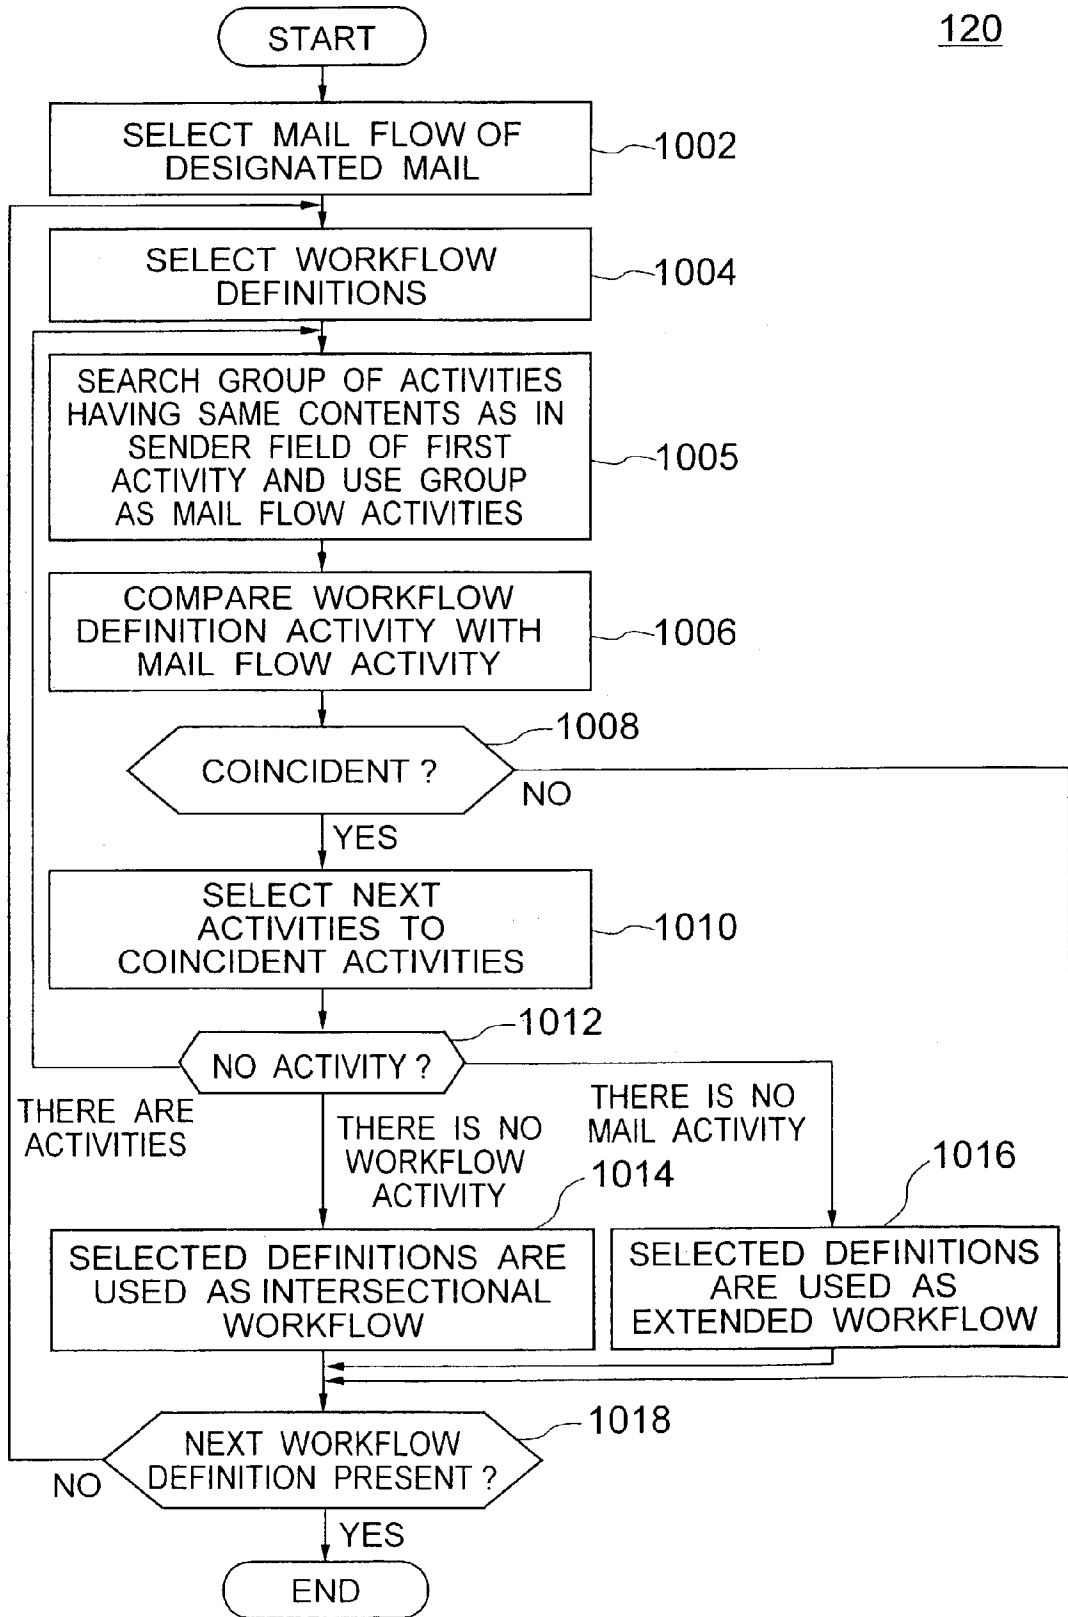 120
START
SELECT MAIL FLOW OF
DESIGNATED MAIL
1002
SELECT WORKFLOW
DEFINITIONS
1004
SEARCH GROUP OF ACTIVITIES
HAVING SAME CONTENTS AS IN
SENDER FIELD OF FIRST
ACTIVITY AND USE GROUP
AS MAIL FLOW ACTIVITIES
1005
COMPARE WORKFLOW
DEFINITION ACTIVITY WITH
MAIL FLOW ACTIVITY
1006
COINCIDENT ?
1008
NO
YES
SELECT NEXT
ACTIVITIES TO
COINCIDENT ACTIVITIES
1010
NO ACTIVITY ?
1012
THERE ARE
ACTIVITIES
THERE IS NO
WORKFLOW
ACTIVITY
THERE IS NO
MAIL ACTIVITY
1014
SELECTED DEFINITIONS ARE
USED AS INTERSECTIONAL
WORKFLOW
1016
SELECTED DEFINITIONS
ARE USED AS
EXTENDED WORKFLOW
NEXT WORKFLOW
DEFINITION PRESENT ?
1018
NO
YES
END